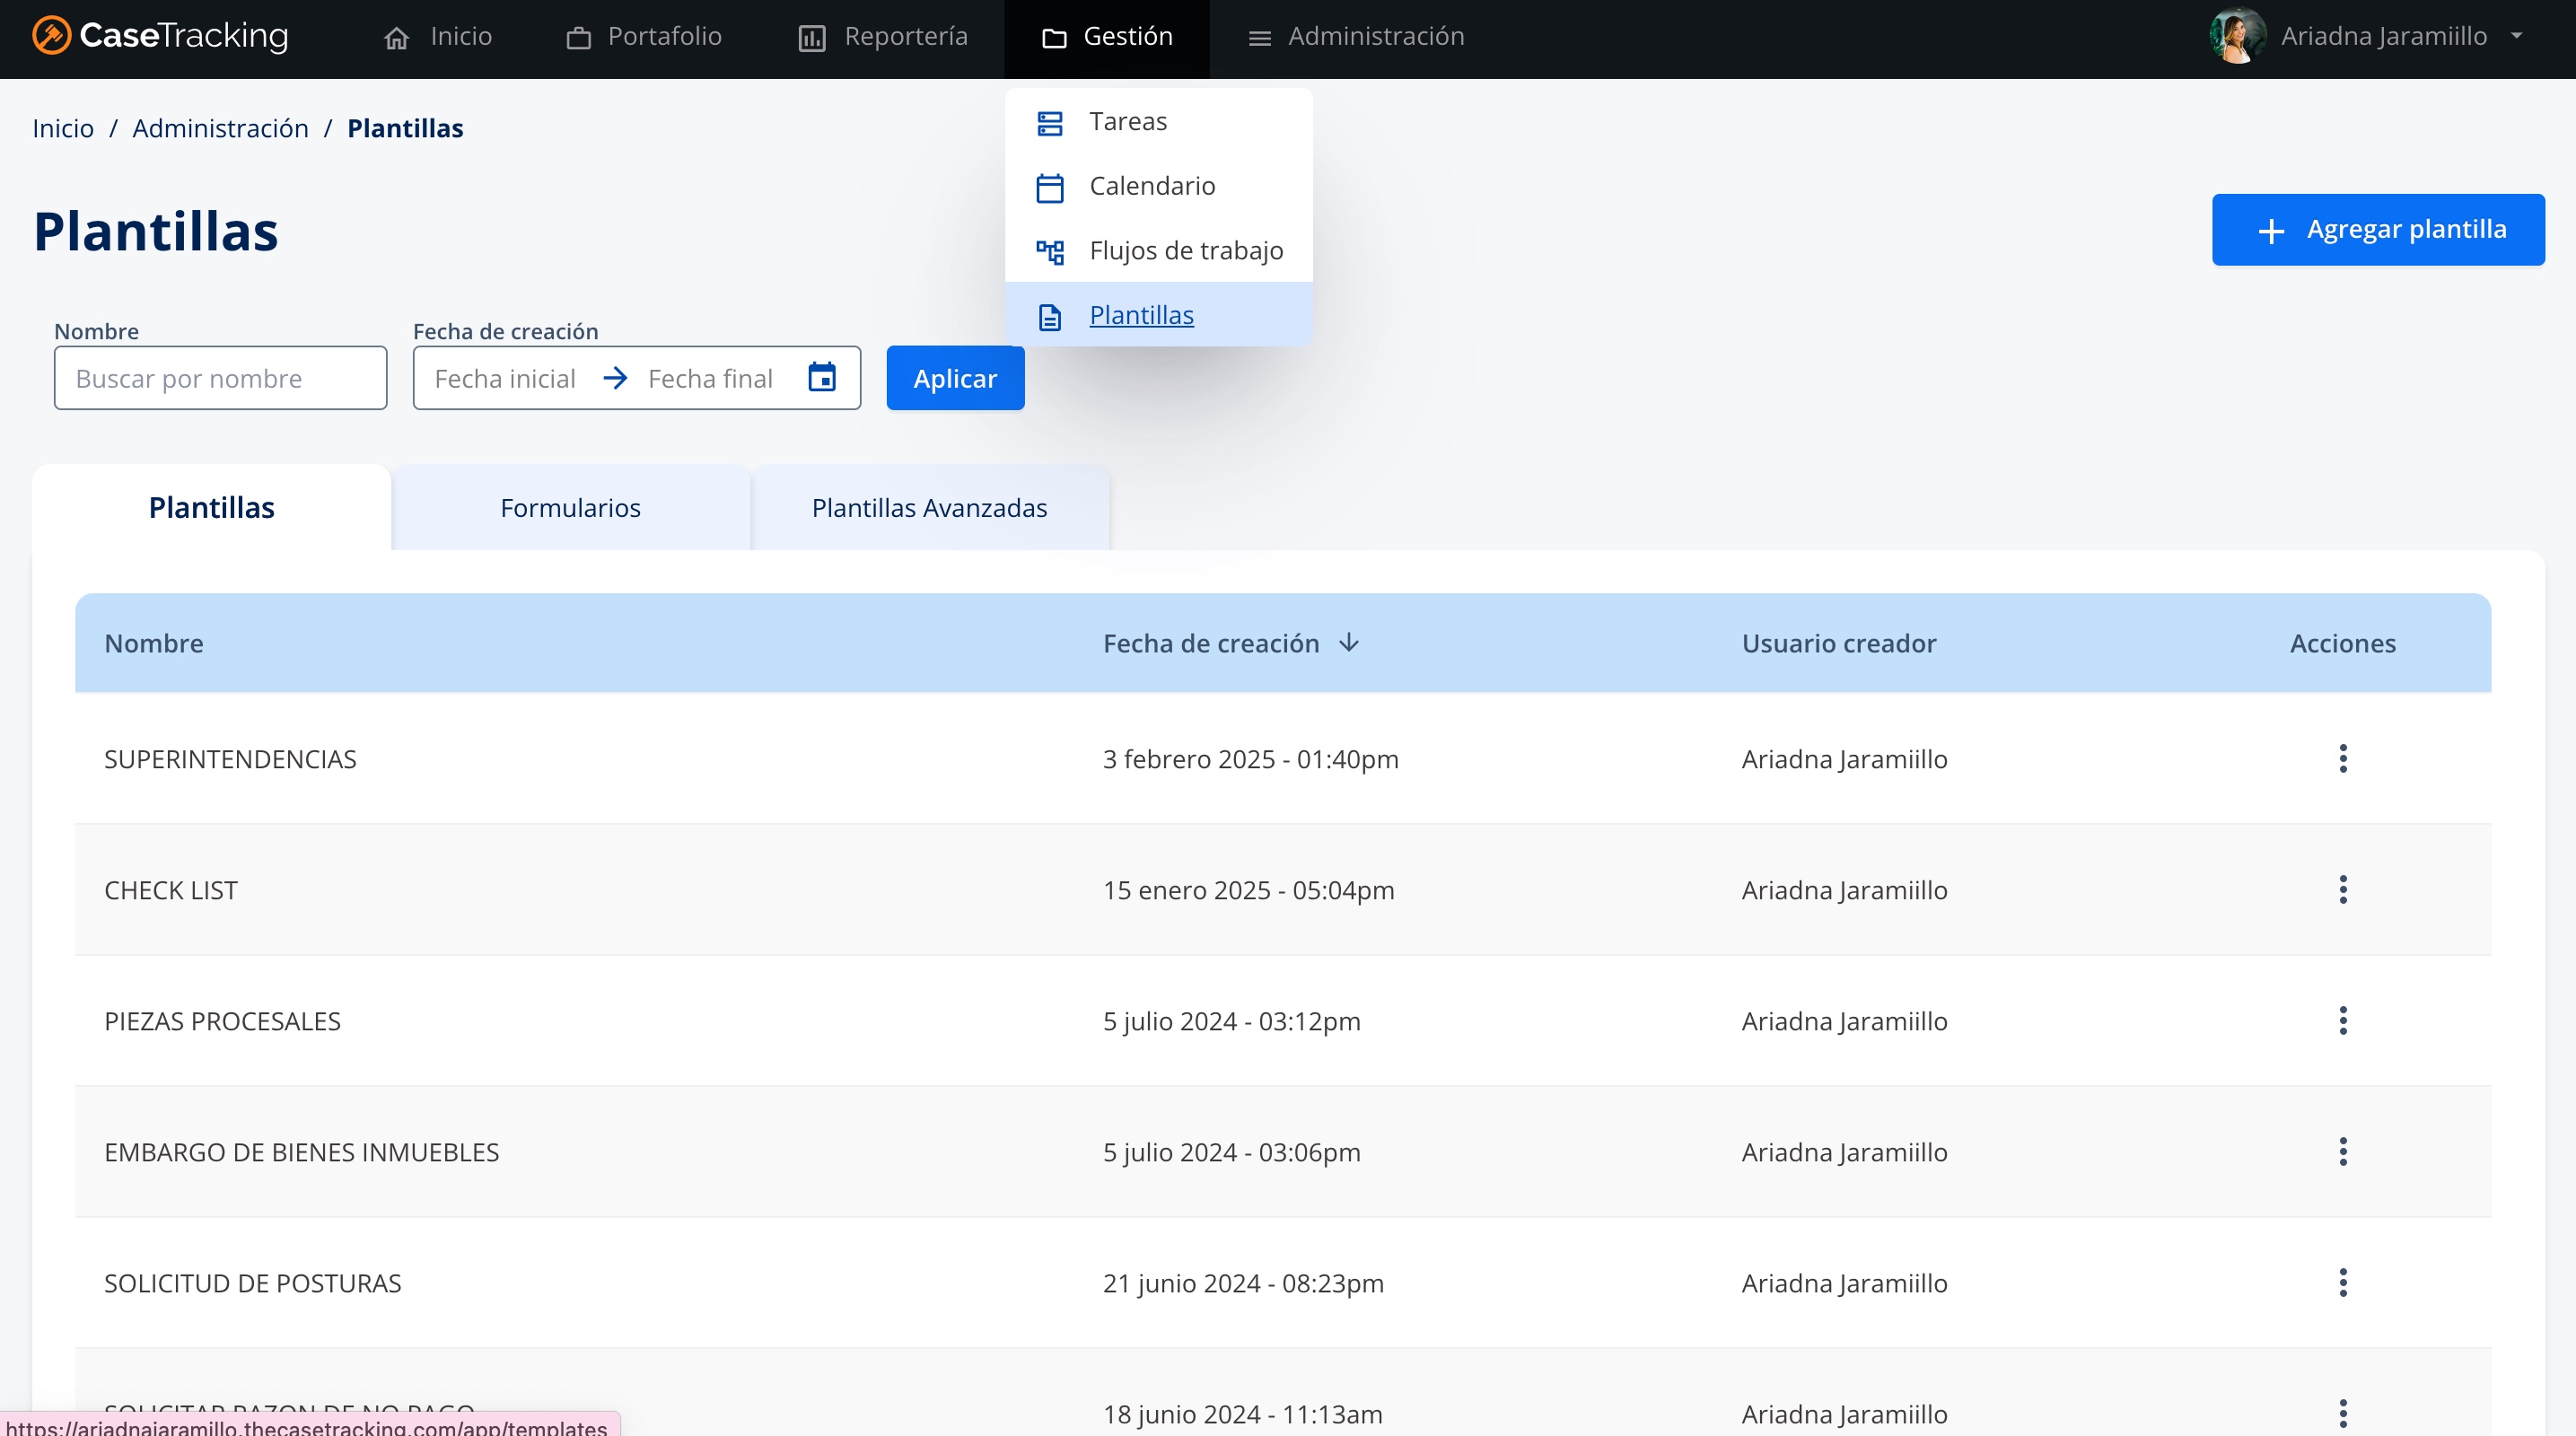 CaseTracking Inicio Portafolio Reportería Gestión Administración Ariadna Jaramiillo
Tareas
Calendario
Flujos de trabajo
Plantillas
Inicio / Administración / Plantillas
Plantillas
Agregar plantilla
Nombre Fecha de creación
Buscar por nombre Fecha inicial → Fecha final Aplicar
Plantillas Formularios Plantillas Avanzadas
Nombre Fecha de creación ↓ Usuario creador Acciones
SUPERINTENDENCIAS 3 febrero 2025 - 01:40pm Ariadna Jaramiillo
CHECK LIST 15 enero 2025 - 05:04pm Ariadna Jaramiillo
PIEZAS PROCESALES 5 julio 2024 - 03:12pm Ariadna Jaramiillo
EMBARGO DE BIENES INMUEBLES 5 julio 2024 - 03:06pm Ariadna Jaramiillo
SOLICITUD DE POSTURAS 21 junio 2024 - 08:23pm Ariadna Jaramiillo
SOLICITAR RAZON DE NO PAGO 18 junio 2024 - 11:13am Ariadna Jaramiillo
https://ariadnajaramillo.thecasetracking.com/app/templates